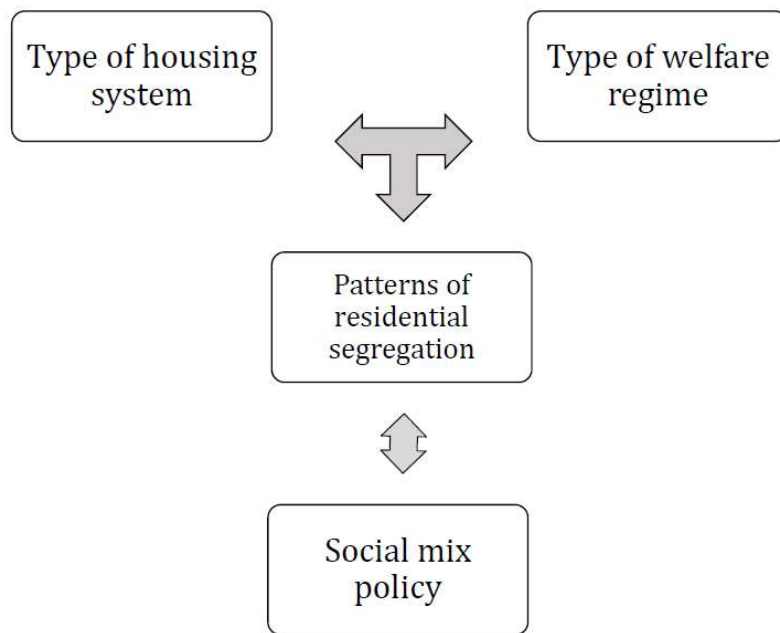 Type of housing
system
Type of welfare
regime
Patterns of
residential
segregation
Social mix
policy